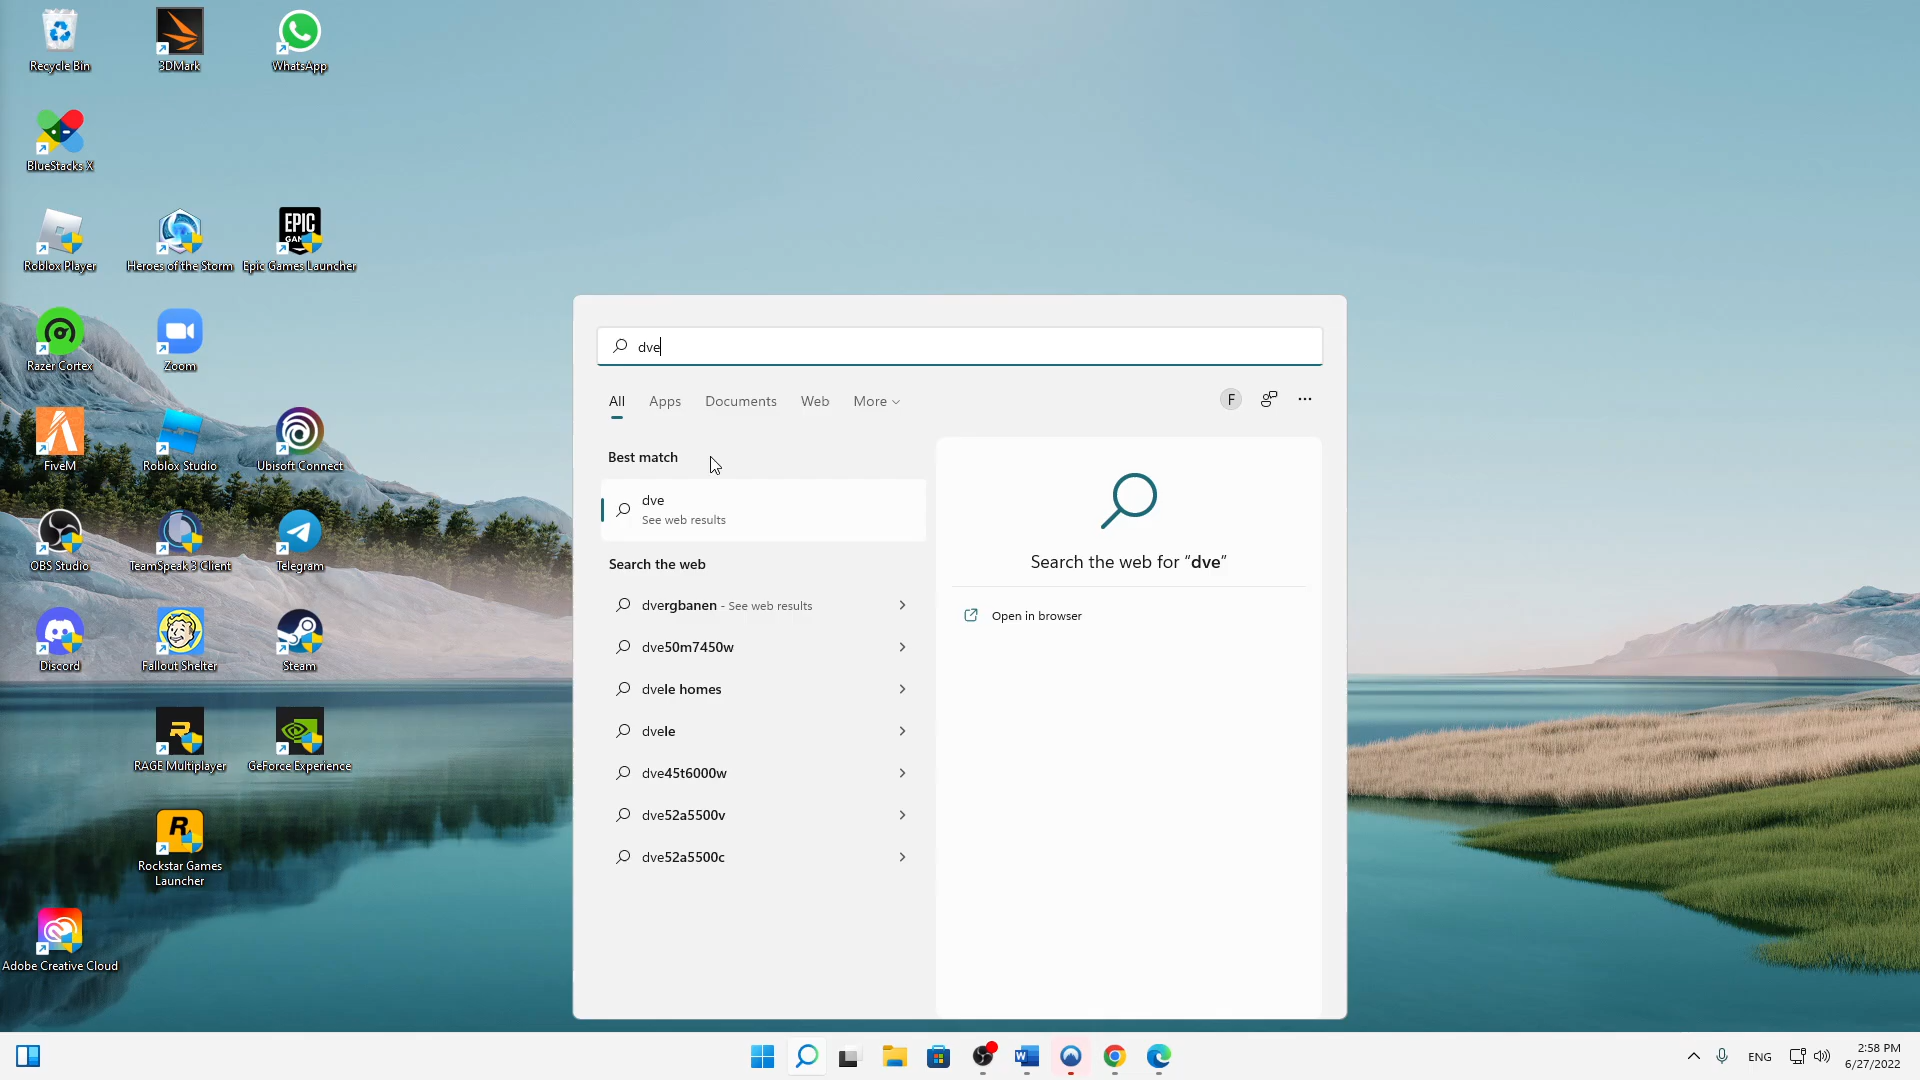 Recycle Bin
3DMark
WhatsApp
BlueStacks X
Roblox Player
Heroes of the Storm
EPIC
GAMES
Epic Games Launcher
Razer Cortex
Zoom
FiveM
Roblox Studio
Ubisoft Connect
OBS Studio
TeamSpeak 3 Client
Telegram
Discord
Fallout Shelter
Steam
RAGE Multiplayer
GeForce Experience
Rockstar Games
Launcher
Adobe Creative Cloud
dve
All
Apps
Documents
Web
More
F
Best match
dve
See web results
Search the web
dvergbanen - See web results
dve50m7450w
dvele homes
dvele
dve45t6000w
dve52a5500v
dve52a5500c
Search the web for “dve”
Open in browser
ENG
2:58 PM
6/27/2022